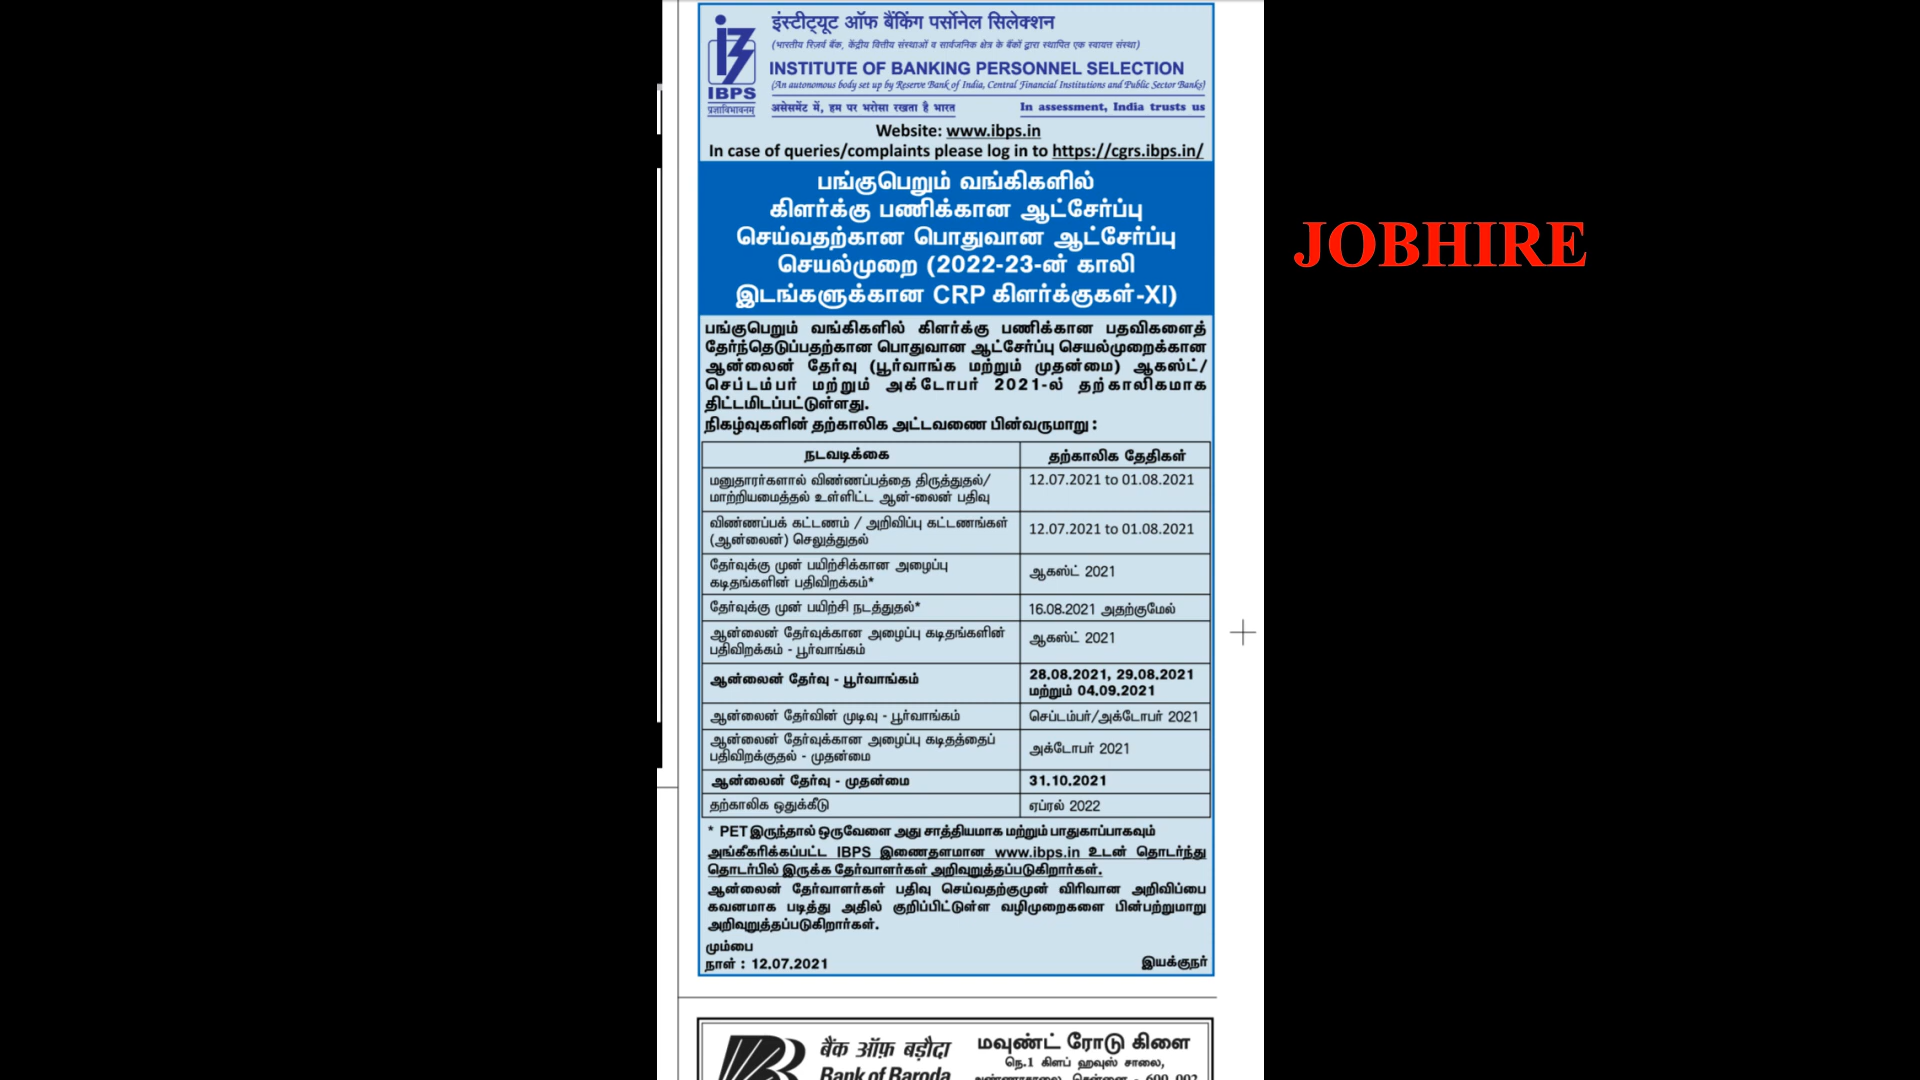 इंस्टीट्यूट ऑफ बैंकिंग पर्सोनेल सिलेक्शन
(भारतीय रिज़र्व बैंक, केंद्रीय वित्तीय संस्थाओं व सार्वजनिक क्षेत्र के बैंकों द्वारा स्थापित एक स्वायत्त संस्था)
INSTITUTE OF BANKING PERSONNEL SELECTION
(An autonomous body set up by Reserve Bank of India, Central Financial Institutions and Public Sector Banks)
IBPS
असेसमेंट में, हम पर भरोसा रखता है भारत In assessment, India trusts us
Website: www.ibps.in
In case of queries/complaints please log in to https://cgrs.ibps.in/
பங்குபெறும் வங்கிகளில்
கிளர்க்கு பணிக்கான ஆட்சேர்ப்பு
செய்வதற்கான பொதுவான ஆட்சேர்ப்பு
செயல்முறை (2022-23-ன் காலி
இடங்களுக்கான CRP கிளர்க்குகள்-XI)
JOBHIRE
பங்குபெறும் வங்கிகளில் கிளர்க்கு பணிக்கான பதவிகளைத்
தேர்ந்தெடுப்பதற்கான பொதுவான ஆட்சேர்ப்பு செயல்முறைக்கான
ஆன்லைன் தேர்வு (பூர்வாங்க மற்றும் முதன்மை) ஆகஸ்ட்/
செப்டம்பர் மற்றும் அக்டோபர் 2021-ல் தற்காலிகமாக
திட்டமிடப்பட்டுள்ளது.
நிகழ்வுகளின் தற்காலிக அட்டவணை பின்வருமாறு :
நடவடிக்கை தற்காலிக தேதிகள்
மனுதாரர்களால் விண்ணப்பத்தை திருத்துதல்/
மாற்றியமைத்தல் உள்ளிட்ட ஆன்-லைன் பதிவு
12.07.2021 to 01.08.2021
விண்ணப்பக் கட்டணம் / அறிவிப்பு கட்டணங்கள்
(ஆன்லைன்) செலுத்துதல்
12.07.2021 to 01.08.2021
தேர்வுக்கு முன் பயிற்சிக்கான அழைப்பு
கடிதங்களின் பதிவிறக்கம்*
ஆகஸ்ட் 2021
தேர்வுக்கு முன் பயிற்சி நடத்துதல்* 16.08.2021 அதற்குமேல்
ஆன்லைன் தேர்வுக்கான அழைப்பு கடிதங்களின்
பதிவிறக்கம் - பூர்வாங்கம்
ஆகஸ்ட் 2021
ஆன்லைன் தேர்வு - பூர்வாங்கம்
28.08.2021, 29.08.2021
மற்றும் 04.09.2021
ஆன்லைன் தேர்வின் முடிவு - பூர்வாங்கம் செப்டம்பர்/அக்டோபர் 2021
ஆன்லைன் தேர்வுக்கான அழைப்பு கடிதத்தைப்
பதிவிறக்குதல் - முதன்மை
அக்டோபர் 2021
ஆன்லைன் தேர்வு - முதன்மை 31.10.2021
தற்காலிக ஒதுக்கீடு ஏப்ரல் 2022
* PET இருந்தால் ஒருவேளை அது சாத்தியமாக மற்றும் பாதுகாப்பாகவும்
அங்கீகரிக்கப்பட்ட IBPS இணைதளமான www.ibps.in உடன் தொடர்ந்து
தொடர்பில் இருக்க தேர்வாளர்கள் அறிவுறுத்தப்படுகிறார்கள்.
ஆன்லைன் தேர்வாளர்கள் பதிவு செய்வதற்குமுன் விரிவான அறிவிப்பை
கவனமாக படித்து அதில் குறிப்பிட்டுள்ள வழிமுறைகளை பின்பற்றுமாறு
அறிவுறுத்தப்படுகிறார்கள்.
மும்பை
நாள் : 12.07.2021 இயக்குநர்
बैंक ऑफ़ बड़ौदा
Bank of Baroda
மவுண்ட் ரோடு கிளை
நெ.1 கிளப் ஹவுஸ் சாலை,